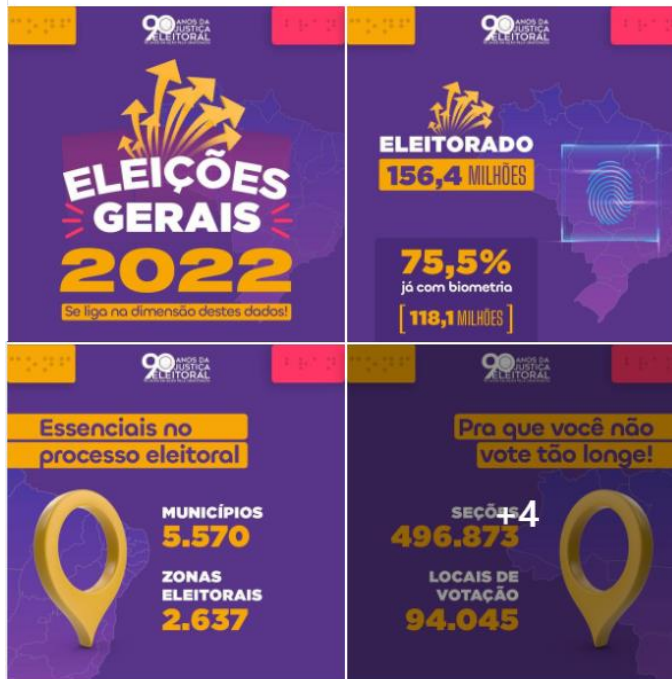 90 ANOS DA
JUSTIÇA
ELEITORAL
ELEIÇÕES
GERAIS
2022
Se liga na dimensão destes dados!
90 ANOS DA
JUSTIÇA
ELEITORAL
ELEITORADO
156,4 MILHÕES
75,5%
já com biometria
[118,1 MILHÕES]
90 ANOS DA
JUSTIÇA
ELEITORAL
Essenciais no
processo eleitoral
MUNICÍPIOS
5.570
ZONAS
ELEITORAIS
2.637
90 ANOS DA
JUSTIÇA
ELEITORAL
Pra que você não
vote tão longe!
SEÇÕES
+4
496.873
LOCAIS DE
VOTAÇÃO
94.045